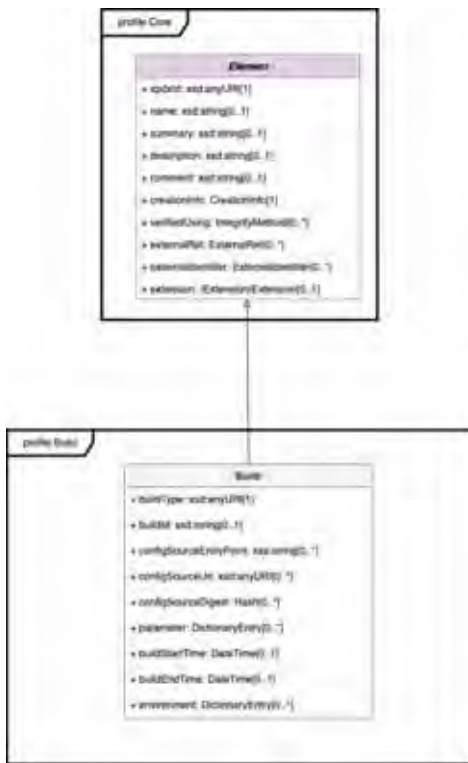 profile Core
Element
+ spdxId: xsd:anyURI[1]
+ name: xsd:string[0..1]
+ summary: xsd:string[0..1]
+ description: xsd:string[0..1]
+ comment: xsd:string[0..1]
+ creationInfo: CreationInfo[1]
+ verifiedUsing: IntegrityMethod[0..*]
+ externalRef: ExternalRef[0..*]
+ externalIdentifier: ExternalIdentifier[0..*]
+ extension: /Extension/Extension[0..1]
profile Build
Build
+ buildType: xsd:anyURI[1]
+ buildId: xsd:string[0..1]
+ configSourceEntryPoint: xsd:string[0..*]
+ configSourceUri: xsd:anyURI[0..*]
+ configSourceDigest: Hash[0..*]
+ parameter: DictionaryEntry[0..*]
+ buildStartTime: DateTime[0..1]
+ buildEndTime: DateTime[0..1]
+ environment: DictionaryEntry[0..*]